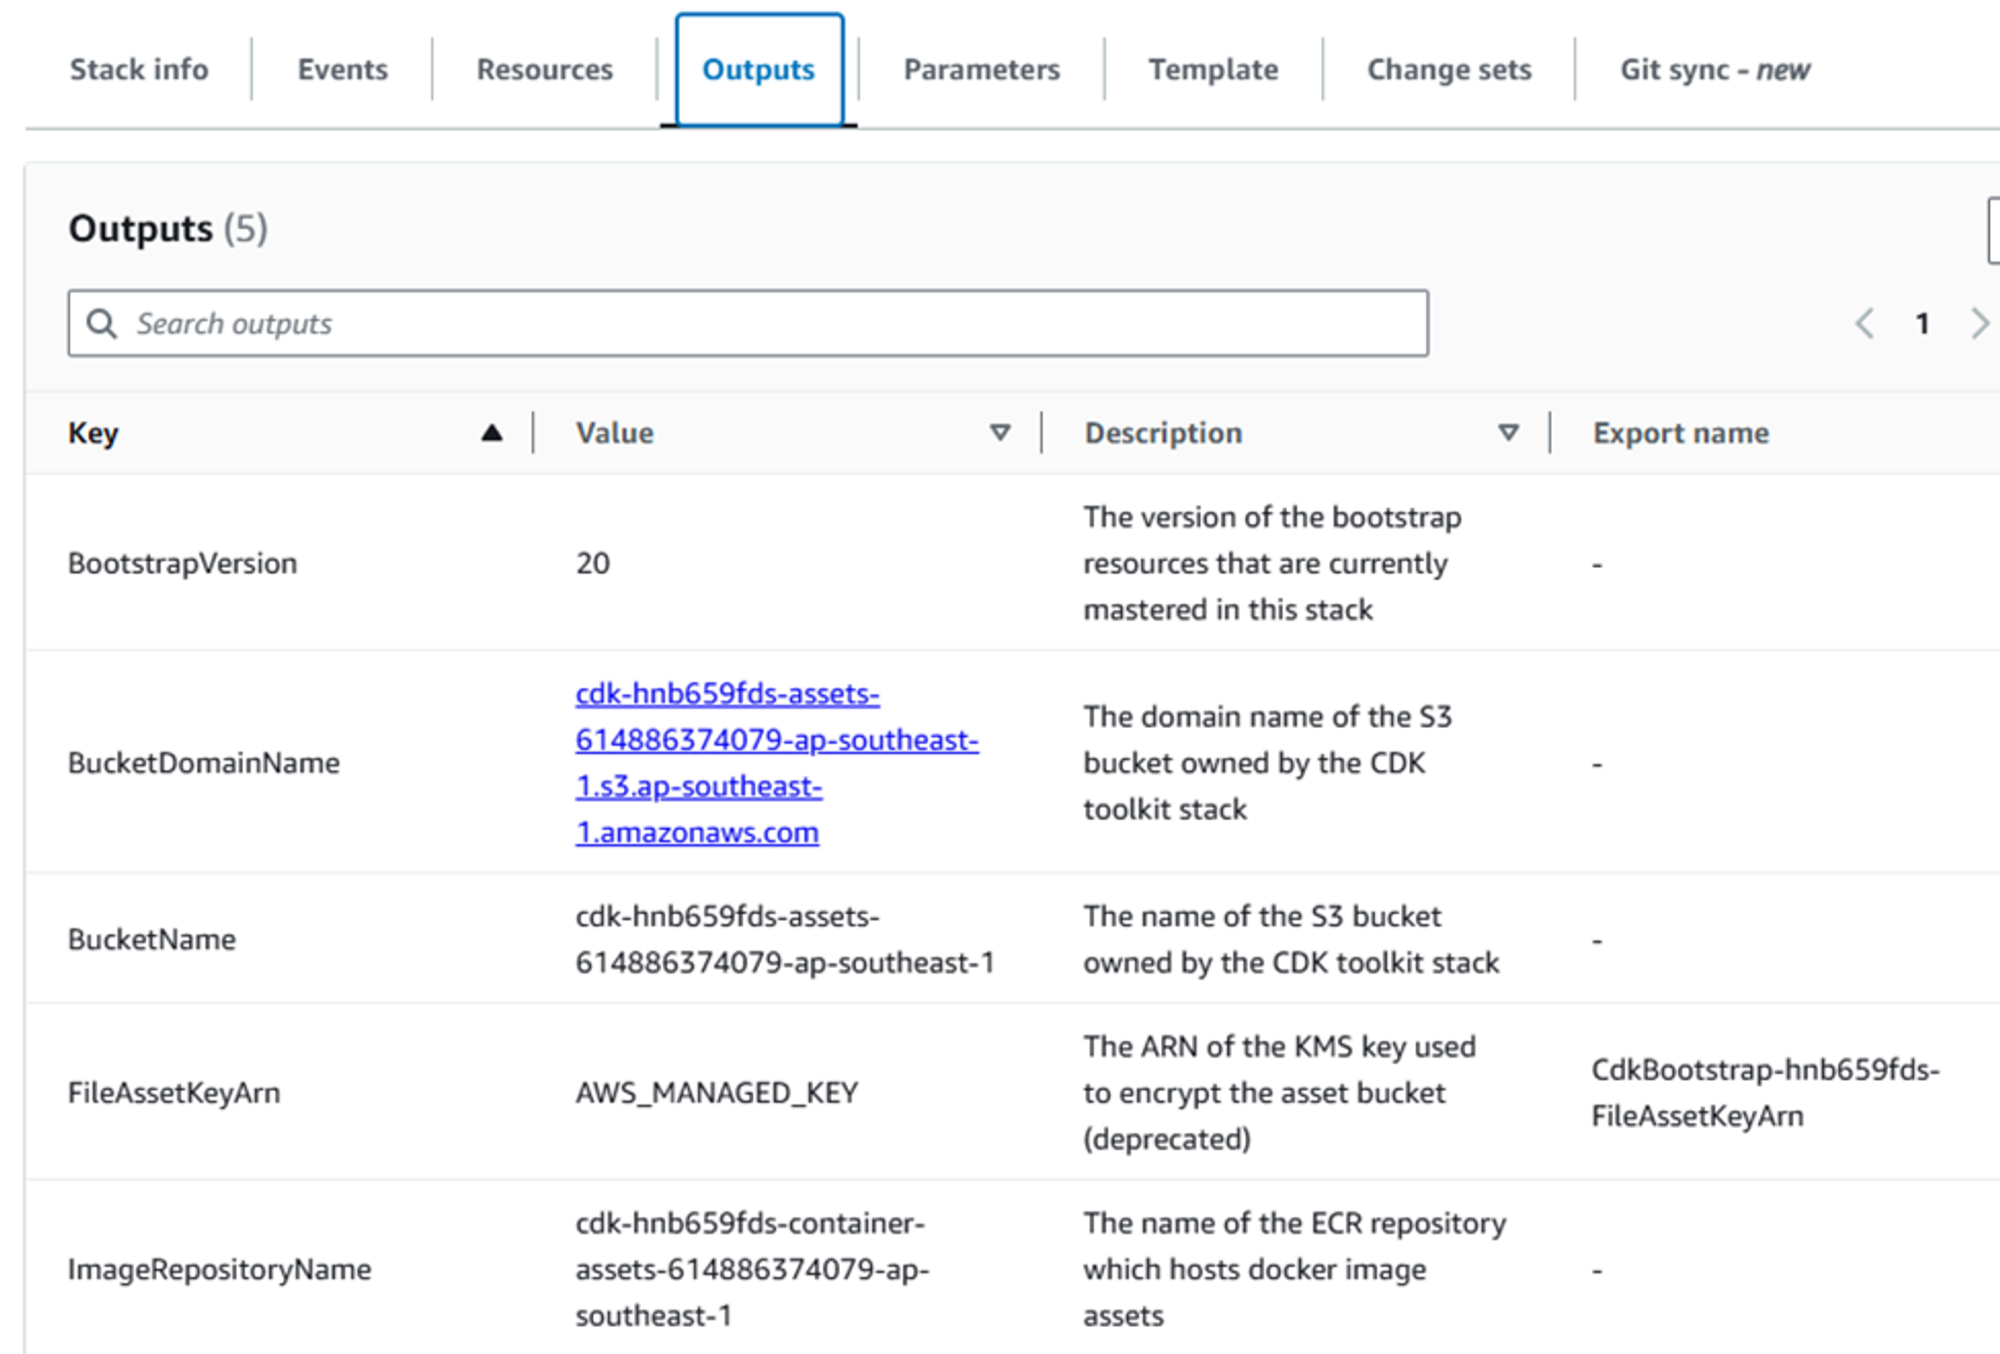 Stack info Events Resources Outputs Parameters Template Change sets Git sync - new
Outputs (5)
Search outputs
1
Key Value Description Export name
BootstrapVersion
20
The version of the bootstrap
resources that are currently
mastered in this stack
-
BucketDomainName
cdk-hnb659fds-assets-
614886374079-ap-southeast-
1.s3.ap-southeast-
1.amazonaws.com
The domain name of the S3
bucket owned by the CDK
toolkit stack
-
BucketName
cdk-hnb659fds-assets-
614886374079-ap-southeast-1
The name of the S3 bucket
owned by the CDK toolkit stack
-
FileAssetKeyArn
AWS_MANAGED_KEY
The ARN of the KMS key used
to encrypt the asset bucket
(deprecated)
CdkBootstrap-hnb659fds-
FileAssetKeyArn
ImageRepositoryName
cdk-hnb659fds-container-
assets-614886374079-ap-
southeast-1
The name of the ECR repository
which hosts docker image
assets
-